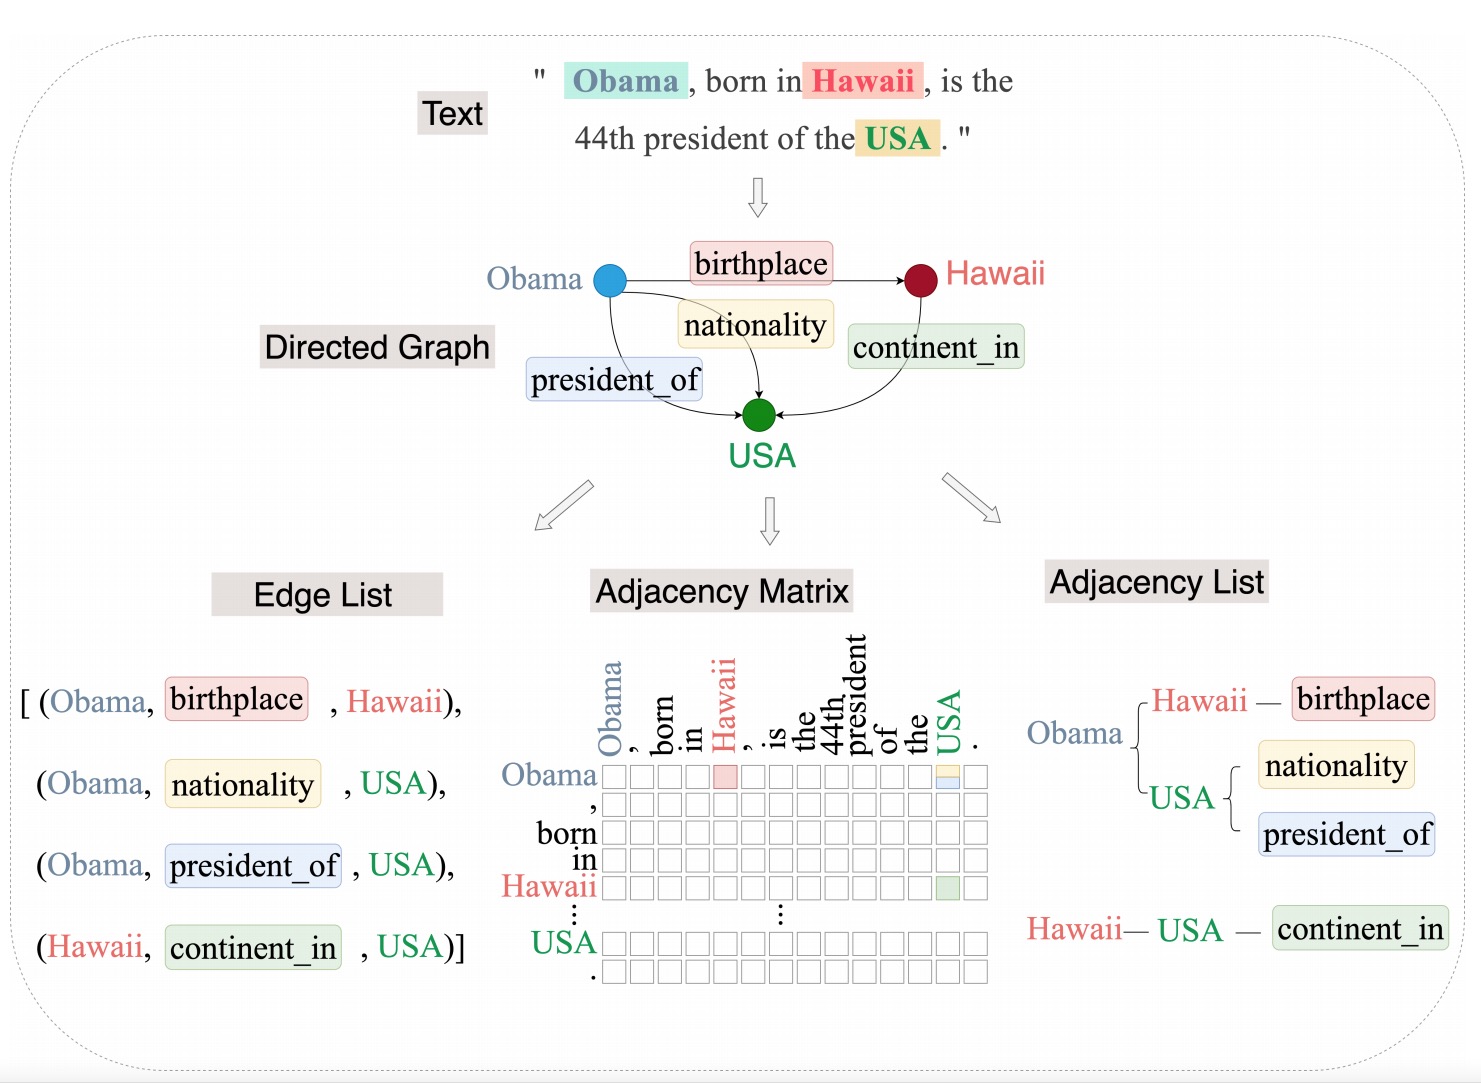 " Obama , born in Hawaii , is the
Text
44th president of the USA . "
birthplace
Obama
Hawaii
nationality
Directed Graph
continent_in
president_of
USA
Edge List
Adjacency Matrix
Adjacency List
[ (Obama, birthplace , Hawaii),
(Obama, nationality , USA),
(Obama, president_of , USA),
(Hawaii, continent_in , USA)]
Obama , born in Hawaii , is the 44th president of the USA .
Obama
,
born
in
Hawaii
⋮ ⋮
USA
.
Hawaii — birthplace
Obama
nationality
USA
president_of
Hawaii — USA — continent_in